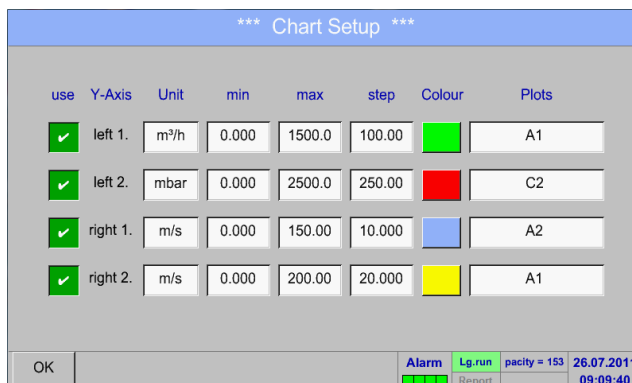 *** Chart Setup ***
use Y-Axis Unit min max step Colour Plots
left 1. m³/h 0.000 1500.0 100.00 A1
left 2. mbar 0.000 2500.0 250.00 C2
right 1. m/s 0.000 150.00 10.000 A2
right 2. m/s 0.000 200.00 20.000 A1
OK Alarm Lg.run pacity = 153 26.07.2011
Report 09:09:40